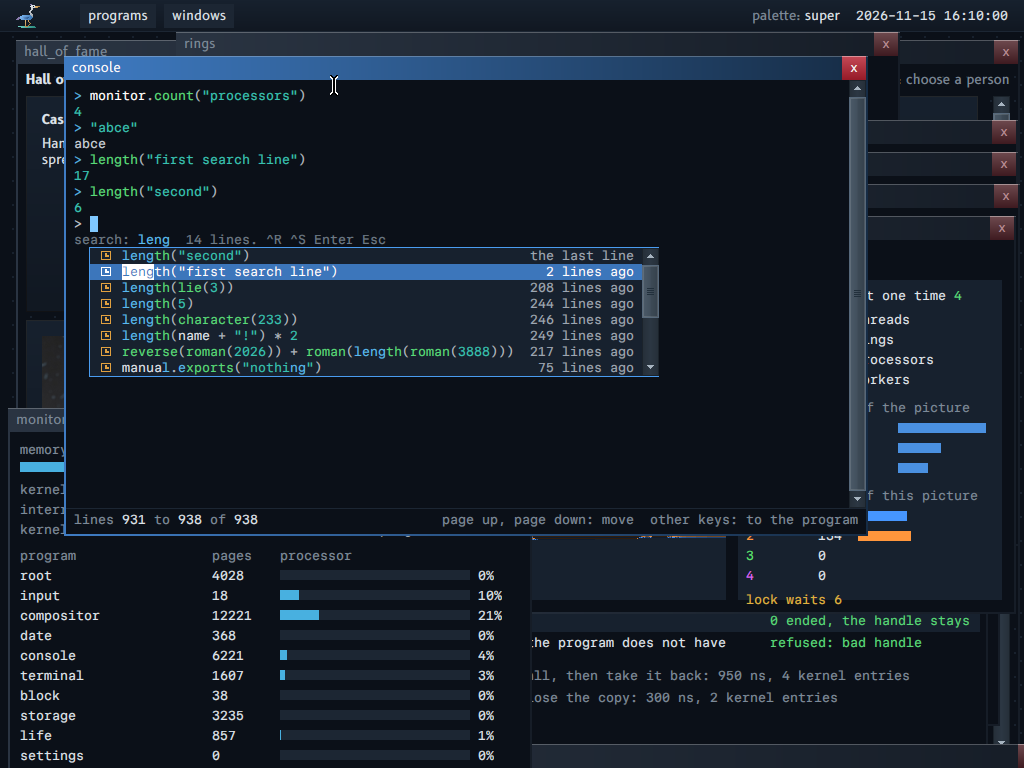 programs
windows
palette: super 2026-11-15 16:10:00
hall_of_fame
rings
x
x
console
x
Hall o
choose a person
> monitor.count("processors")
4
Cas
> "abce"
abce
Han
> length("first search line")
spre
17
> length("second")
6
>
search: leng 14 lines. ^R ^S Enter Esc
length("second") the last line
length("first search line") 2 lines ago
length(lie(3)) 208 lines ago
length(5) 244 lines ago
length(character(233)) 246 lines ago
length(name + "!") * 2 249 lines ago
reverse(roman(2026)) + roman(length(roman(3888))) 217 lines ago
manual.exports("nothing") 75 lines ago
lines 931 to 938 of 938
page up, page down: move other keys: to the program
x
x
x
x
t one time 4
reads
ngs
rocessors
orkers
f the picture
f this picture
2 134
3 0
4 0
lock waits 6
0 ended, the handle stays
the program does not have refused: bad handle
all, then take it back: 950 ns, 4 kernel entries
ose the copy: 300 ns, 2 kernel entries
monitor
memory
kernel
inter
kernel
program pages processor
root 4028 0%
input 18 10%
compositor 12221 21%
date 368 0%
console 6221 4%
terminal 1607 3%
block 38 0%
storage 3235 0%
life 857 1%
settings 0 0%